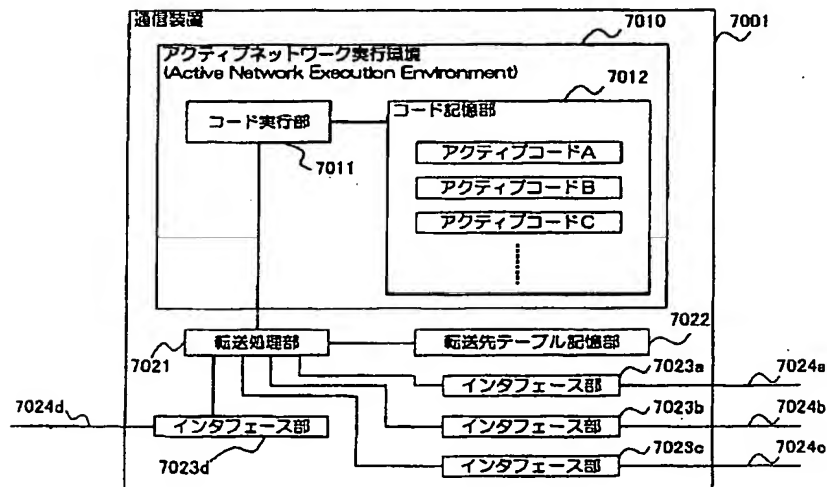 通信装置
7010
7001
アクティブネットワーク実行環境
(Active Network Execution Environment)
7012
コード実行部
コード記憶部
7011
アクティブコードA
アクティブコードB
アクティブコードC
転送処理部
7021
転送先テーブル記憶部
7022
7023a
インタフェース部
7024a
7024d
インタフェース部
7023d
7023b
インタフェース部
7024b
7023c
インタフェース部
7024c